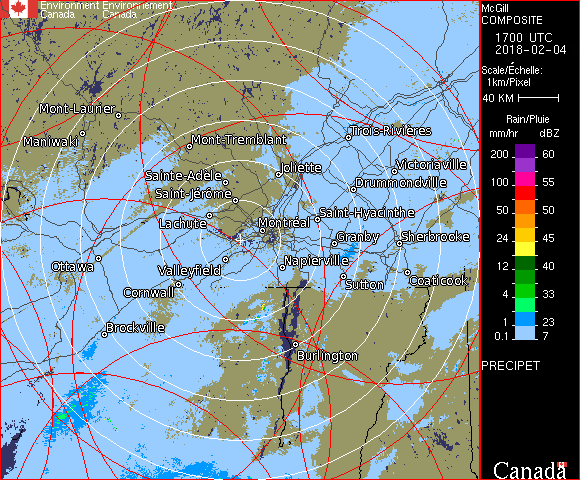 Environment Environnement
Canada Canada
McGill
COMPOSITE
1700 UTC
2018-02-04
Scale/Échelle:
1km/Pixel
40 KM
Rain/Pluie
mm/hr dBZ
200 60
100 55
50 50
24 45
12 40
4 33
1 23
0.1 7
PRECIPET
Canada
Mont-Laurier
Maniwaki
Mont-Tremblant
Trois-Rivières
Joliette
Victoriaville
Sainte-Adèle
Drummondville
Saint-Jérôme
Saint-Hyacinthe
Lachute
Montréal
Granby
Sherbrooke
Ottawa
Valleyfield
Napierville
Coaticook
Cornwall
Sutton
Brockville
Burlington